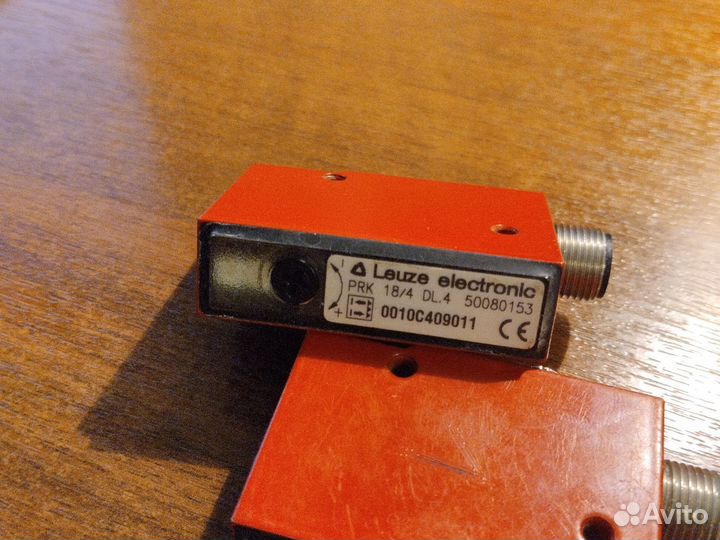 Leuze electronic
PRK 18/4 DL.4 50080153
0010C409011
CE
- +
Avito